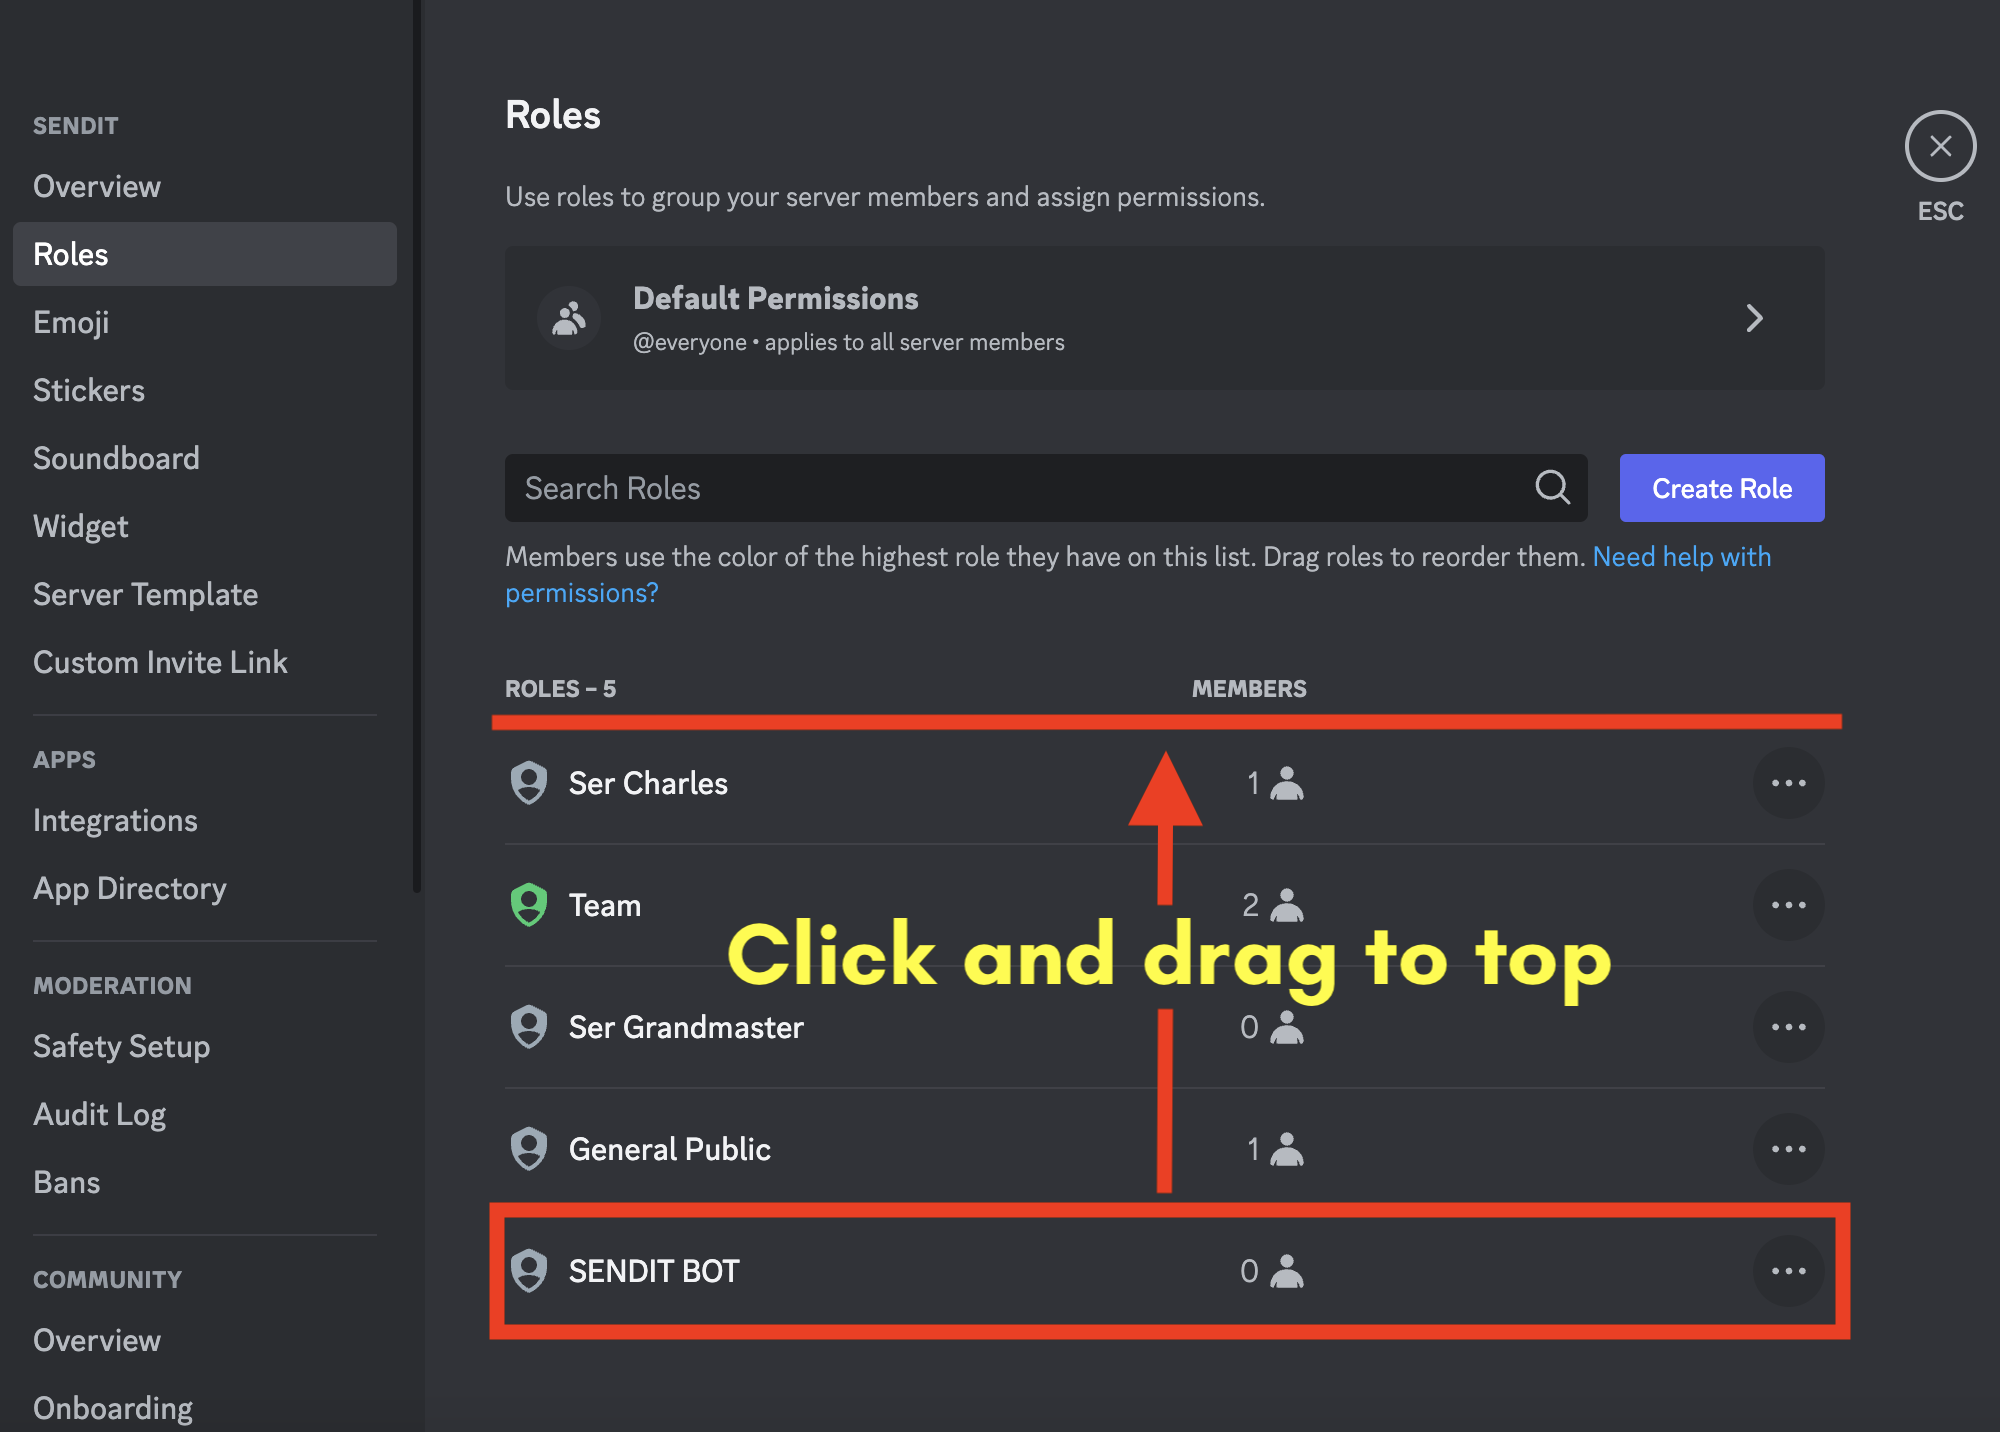 SENDIT
Overview
Roles
Emoji
Stickers
Soundboard
Widget
Server Template
Custom Invite Link
APPS
Integrations
App Directory
MODERATION
Safety Setup
Audit Log
Bans
COMMUNITY
Overview
Onboarding
Roles
ESC
Use roles to group your server members and assign permissions.
Default Permissions
@everyone • applies to all server members
Search Roles
Create Role
Members use the color of the highest role they have on this list. Drag roles to reorder them. Need help with
permissions?
ROLES – 5 MEMBERS
Ser Charles 1
Team 2
Click and drag to top
Ser Grandmaster 0
General Public 1
SENDIT BOT 0